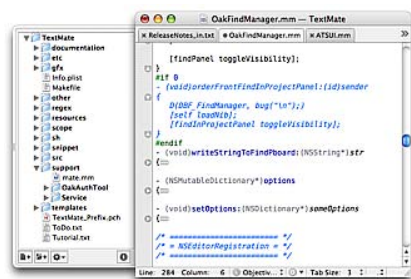 TextMate
documentation
etc
gfx
Info.plist
Makefile
other
regex
resources
scope
sh
snippet
src
support
mate.mm
OakAuthTool
Service
templates
TextMate_Prefix.pch
ToDo.txt
Tutorial.txt
OakFindManager.mm — TextMate
ReleaseNotes_in.txt
OakFindManager.mm
ATSUI.mm
[findPanel toggleVisibility];
}
#if 0
- (void)orderFrontFindInProjectPanel:(id)sender
{
D(DBF_FindManager, bug("\n"););
[self loadNib];
[findInProjectPanel toggleVisibility];
}
#endif
- (void)writeStringToFindPboard:(NSString*)str
{
- (NSMutableDictionary*)options
{
- (void)setOptions:(NSDictionary*)someOptions
{
/* ==================== */
/* = NSEditorRegistration = */
/* ==================== */
Line: 284 Column: 6 Objectiv… Tab Size: 3